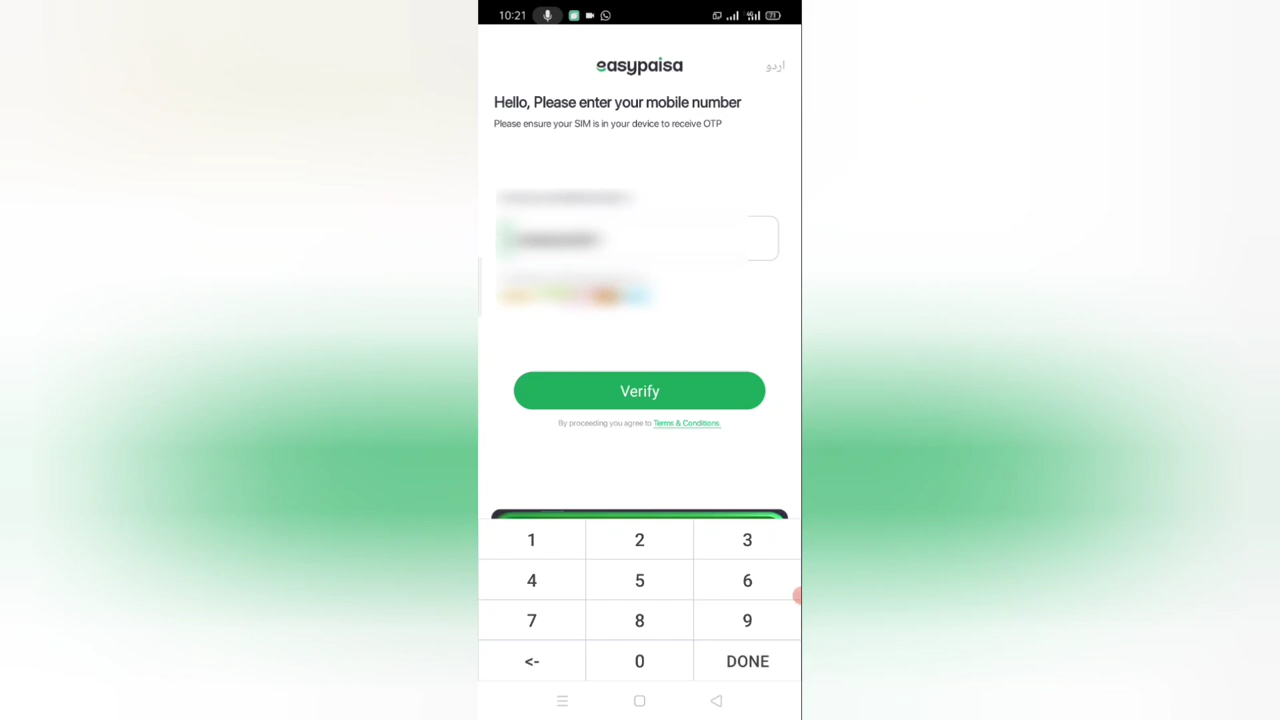 10:21
4G
71
easypaisa
اردو
Hello, Please enter your mobile number
Please ensure your SIM is in your device to receive OTP
Verify
By proceeding you agree to Terms & Conditions.
1 2 3
4 5 6
7 8 9
<- 0 DONE